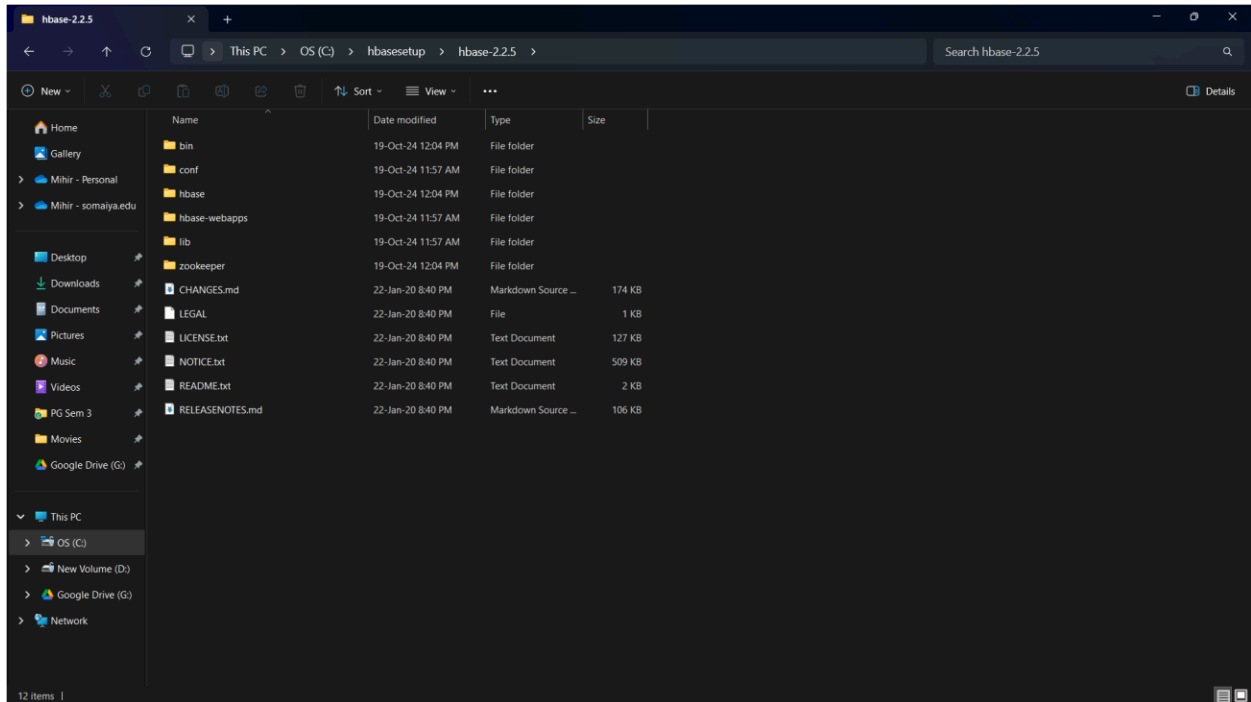 hbase-2.2.5
This PC > OS (C:) > hbasesetup > hbase-2.2.5 >
Search hbase-2.2.5
New
Sort
View
Details
Name Date modified Type Size
Home
Gallery
Mihir - Personal
Mihir - somaiya.edu
Desktop
Downloads
Documents
Pictures
Music
Videos
PG Sem 3
Movies
Google Drive (G:)
This PC
OS (C:)
New Volume (D:)
Google Drive (G:)
Network
bin 19-Oct-24 12:04 PM File folder
conf 19-Oct-24 11:57 AM File folder
hbase 19-Oct-24 12:04 PM File folder
hbase-webapps 19-Oct-24 11:57 AM File folder
lib 19-Oct-24 11:57 AM File folder
zookeeper 19-Oct-24 12:04 PM File folder
CHANGES.md 22-Jan-20 8:40 PM Markdown Source ... 174 KB
LEGAL 22-Jan-20 8:40 PM File 1 KB
LICENSE.txt 22-Jan-20 8:40 PM Text Document 127 KB
NOTICE.txt 22-Jan-20 8:40 PM Text Document 509 KB
README.txt 22-Jan-20 8:40 PM Text Document 2 KB
RELEASENOTES.md 22-Jan-20 8:40 PM Markdown Source ... 106 KB
12 items